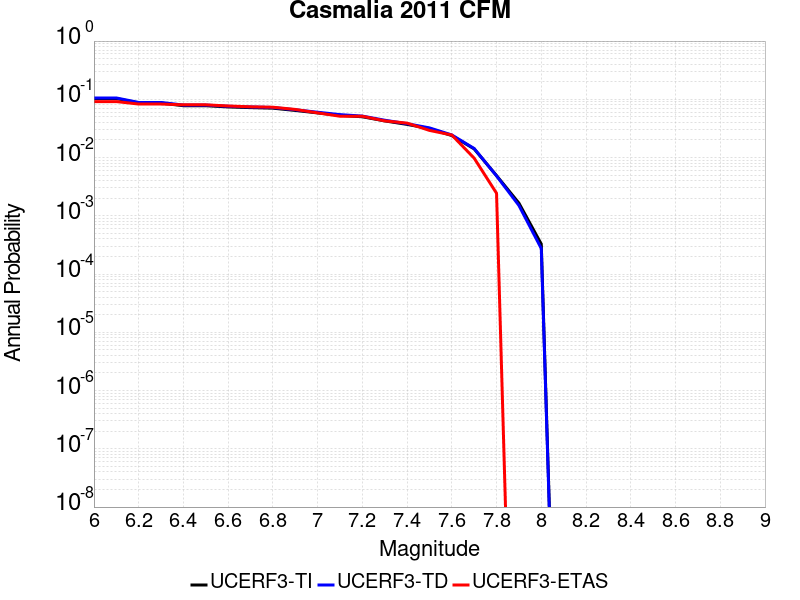 Casmalia 2011 CFM
10^0
10^-1
10^-2
10^-3
10^-4
10^-5
10^-6
10^-7
10^-8
Annual Probability
6 6.2 6.4 6.6 6.8 7 7.2 7.4 7.6 7.8 8 8.2 8.4 8.6 8.8 9
Magnitude
UCERF3-TI UCERF3-TD UCERF3-ETAS